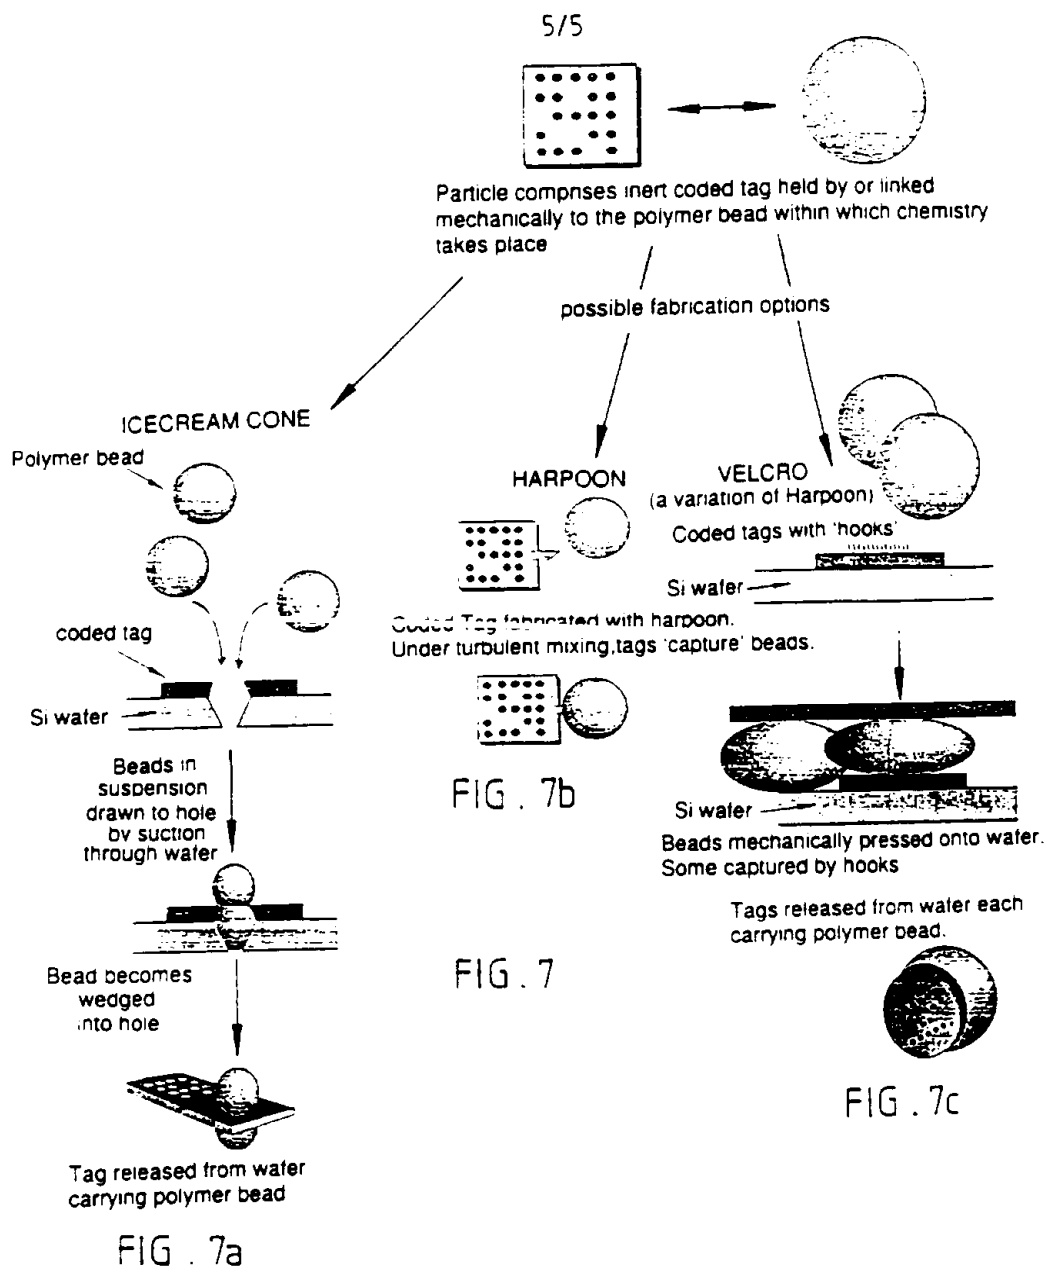 5/5
Particle comprises inert coded tag held by or linked
mechanically to the polymer bead within which chemistry
takes place
possible fabrication options
ICECREAM CONE
Polymer bead
coded tag
Si wafer
Beads in
suspension
drawn to hole
by suction
through wafer
Bead becomes
wedged
into hole
Tag released from wafer
carrying polymer bead
FIG . 7a
HARPOON
Coded Tag fabricated with harpoon.
Under turbulent mixing,tags 'capture' beads.
FIG . 7b
FIG . 7
VELCRO
(a variation of Harpoon)
Coded tags with 'hooks'
Si wafer
Si wafer
Beads mechanically pressed onto wafer.
Some captured by hooks
Tags released from wafer each
carrying polymer bead.
FIG . 7c